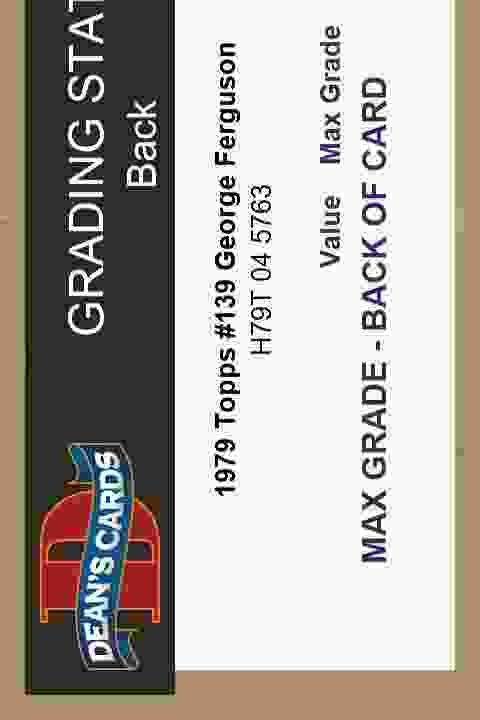 GRADING STAT
Back
DEAN'S CARDS
1979 Topps #139 George Ferguson
H79T 04 5763
Value Max Grade
MAX GRADE - BACK OF CARD